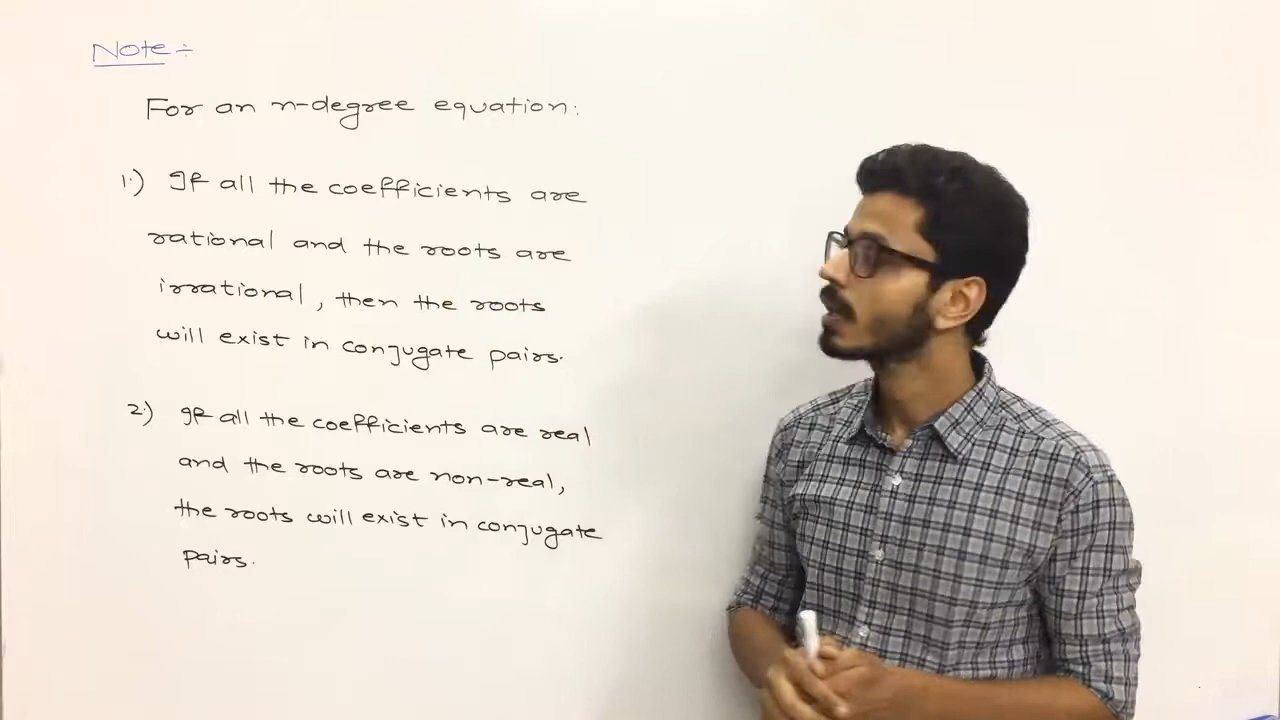 Note:-
For an n-degree equation:
1.) If all the coefficients are
rational and the roots are
irrational, then the roots
will exist in conjugate pairs.
2.) If all the coefficients are real
and the roots are non-real,
the roots will exist in conjugate
pairs.